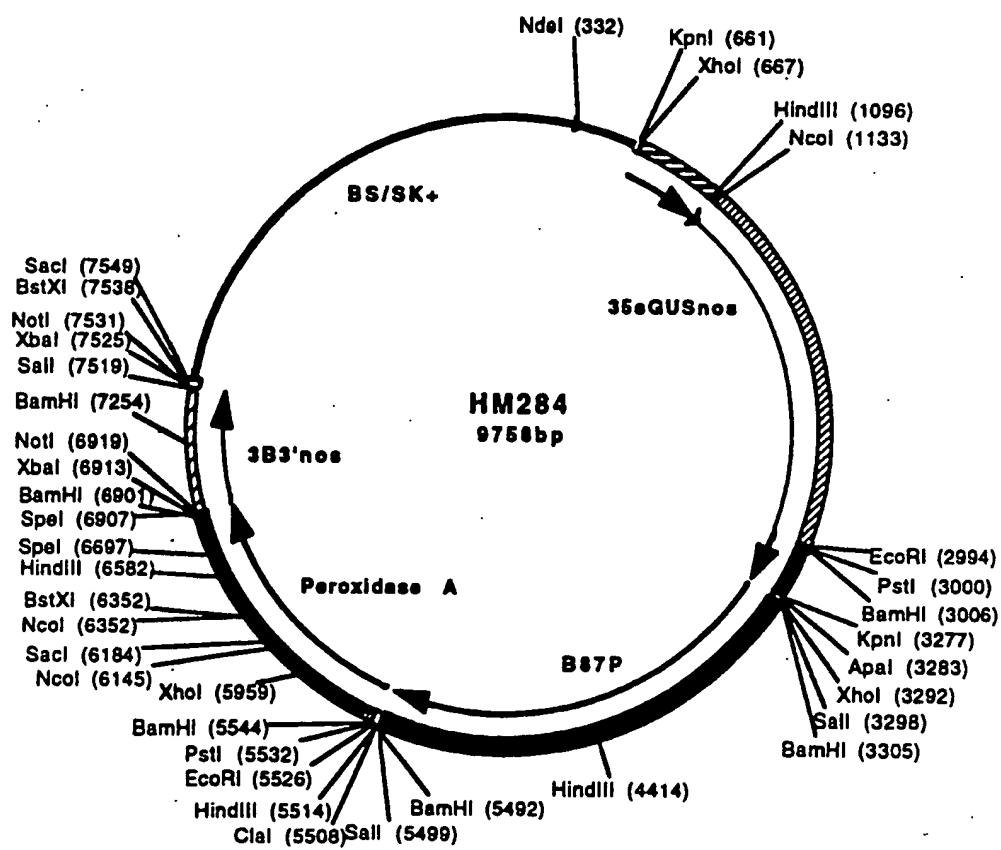 NdeI (332)
KpnI (661)
XhoI (667)
HindIII (1096)
NcoI (1133)
BS/SK+
35sGUSnos
HM284
9758bp
SacI (7549)
BstXI (7538)
NotI (7531)
XbaI (7525)
SalI (7519)
BamHI (7254)
NotI (6919)
XbaI (6913)
BamHI (6901)
SpeI (6907)
SpeI (6697)
HindIII (6582)
BstXI (6352)
NcoI (6352)
SacI (6184)
NcoI (6145)
XhoI (5959)
BamHI (5544)
PstI (5532)
EcoRI (5526)
HindIII (5514)
ClaI (5508)
SalI (5499)
BamHI (5492)
HindIII (4414)
3B3'nos
Peroxidase A
B87P
EcoRI (2994)
PstI (3000)
BamHI (3006)
KpnI (3277)
ApaI (3283)
XhoI (3292)
SalI (3298)
BamHI (3305)